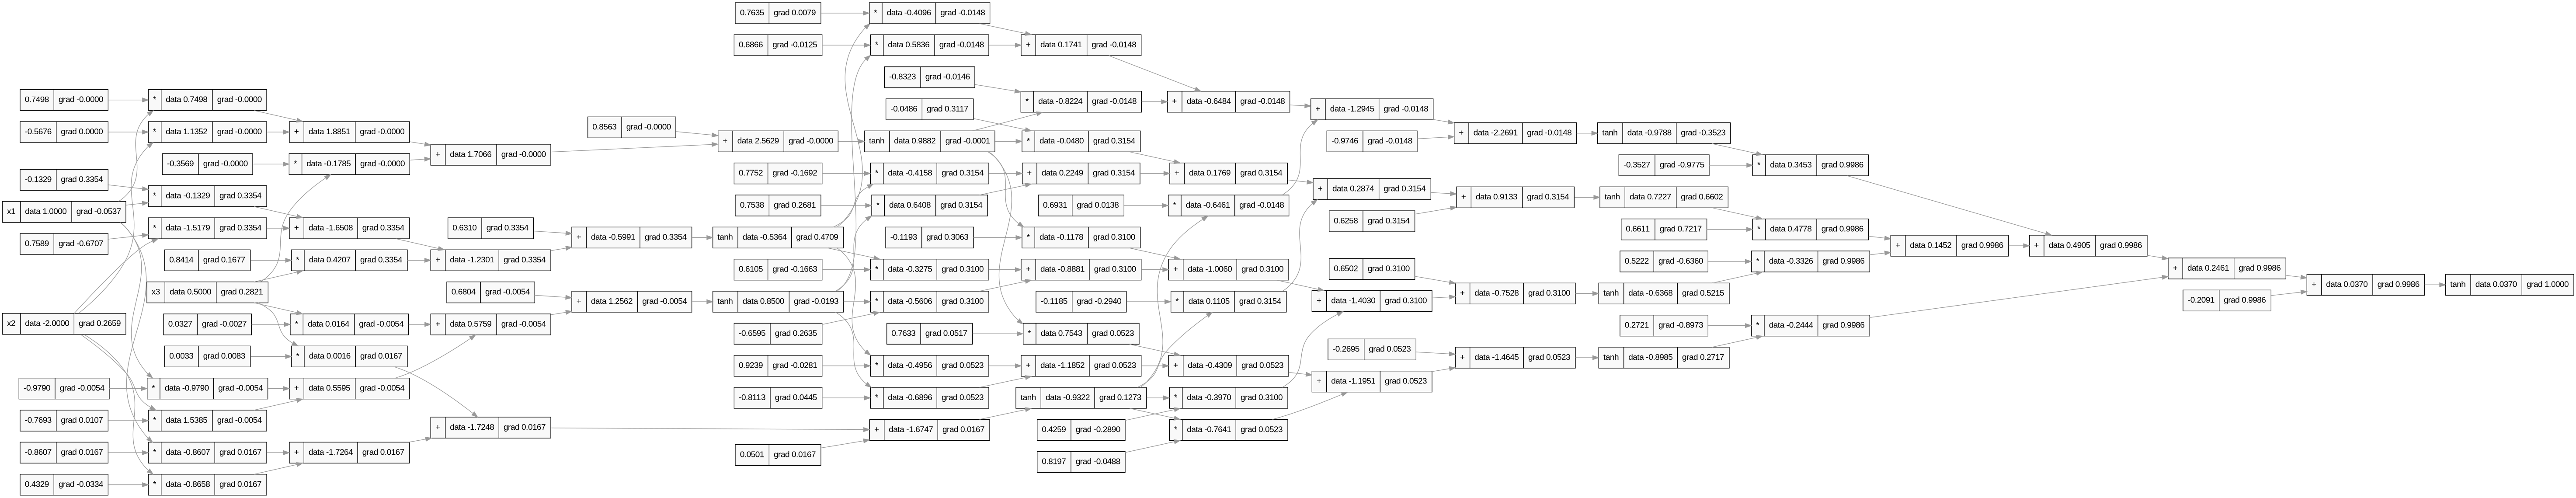 0.7635 grad 0.0079
* data -0.4096 grad -0.0148
0.6866 grad -0.0125
* data 0.5836 grad -0.0148
+ data 0.1741 grad -0.0148
-0.8323 grad -0.0146
0.7498 grad -0.0000
* data 0.7498 grad -0.0000
* data -0.8224 grad -0.0148
+ data -0.6484 grad -0.0148
-0.0486 grad 0.3117
+ data -1.2945 grad -0.0148
-0.5676 grad 0.0000
* data 1.1352 grad -0.0000
+ data 1.8851 grad -0.0000
0.8563 grad -0.0000
+ data -2.2691 grad -0.0148
tanh data -0.9788 grad -0.3523
+ data 2.5629 grad -0.0000
tanh data 0.9882 grad -0.0001
* data -0.0480 grad 0.3154
-0.9746 grad -0.0148
+ data 1.7066 grad -0.0000
-0.3569 grad -0.0000
* data -0.1785 grad -0.0000
-0.3527 grad -0.9775
* data 0.3453 grad 0.9986
0.7752 grad -0.1692
* data -0.4158 grad 0.3154
+ data 0.2249 grad 0.3154
+ data 0.1769 grad 0.3154
-0.1329 grad 0.3354
* data -0.1329 grad 0.3354
+ data 0.2874 grad 0.3154
+ data 0.9133 grad 0.3154
tanh data 0.7227 grad 0.6602
0.7538 grad 0.2681
* data 0.6408 grad 0.3154
0.6931 grad 0.0138
* data -0.6461 grad -0.0148
x1 data 1.0000 grad -0.0537
0.6258 grad 0.3154
* data -1.5179 grad 0.3354
+ data -1.6508 grad 0.3354
0.6310 grad 0.3354
0.6611 grad 0.7217
* data 0.4778 grad 0.9986
+ data -0.5991 grad 0.3354
tanh data -0.5364 grad 0.4709
-0.1193 grad 0.3063
* data -0.1178 grad 0.3100
0.7589 grad -0.6707
+ data 0.1452 grad 0.9986
+ data 0.4905 grad 0.9986
0.8414 grad 0.1677
* data 0.4207 grad 0.3354
+ data -1.2301 grad 0.3354
0.5222 grad -0.6360
* data -0.3326 grad 0.9986
0.6105 grad -0.1663
* data -0.3275 grad 0.3100
+ data -0.8881 grad 0.3100
+ data -1.0060 grad 0.3100
0.6502 grad 0.3100
+ data 0.2461 grad 0.9986
x3 data 0.5000 grad 0.2821
0.6804 grad -0.0054
+ data -0.7528 grad 0.3100
tanh data -0.6368 grad 0.5215
+ data 0.0370 grad 0.9986
tanh data 0.0370 grad 1.0000
+ data 1.2562 grad -0.0054
tanh data 0.8500 grad -0.0193
* data -0.5606 grad 0.3100
-0.1185 grad -0.2940
* data 0.1105 grad 0.3154
+ data -1.4030 grad 0.3100
-0.2091 grad 0.9986
x2 data -2.0000 grad 0.2659
0.0327 grad -0.0027
* data 0.0164 grad -0.0054
+ data 0.5759 grad -0.0054
0.2721 grad -0.8973
* data -0.2444 grad 0.9986
-0.6595 grad 0.2635
0.7633 grad 0.0517
* data 0.7543 grad 0.0523
-0.2695 grad 0.0523
0.0033 grad 0.0083
* data 0.0016 grad 0.0167
+ data -1.4645 grad 0.0523
tanh data -0.8985 grad 0.2717
0.9239 grad -0.0281
* data -0.4956 grad 0.0523
+ data -1.1852 grad 0.0523
+ data -0.4309 grad 0.0523
-0.9790 grad -0.0054
* data -0.9790 grad -0.0054
+ data 0.5595 grad -0.0054
+ data -1.1951 grad 0.0523
-0.8113 grad 0.0445
* data -0.6896 grad 0.0523
tanh data -0.9322 grad 0.1273
* data -0.3970 grad 0.3100
-0.7693 grad 0.0107
* data 1.5385 grad -0.0054
+ data -1.7248 grad 0.0167
+ data -1.6747 grad 0.0167
0.4259 grad -0.2890
* data -0.7641 grad 0.0523
-0.8607 grad 0.0167
* data -0.8607 grad 0.0167
+ data -1.7264 grad 0.0167
0.0501 grad 0.0167
0.8197 grad -0.0488
0.4329 grad -0.0334
* data -0.8658 grad 0.0167